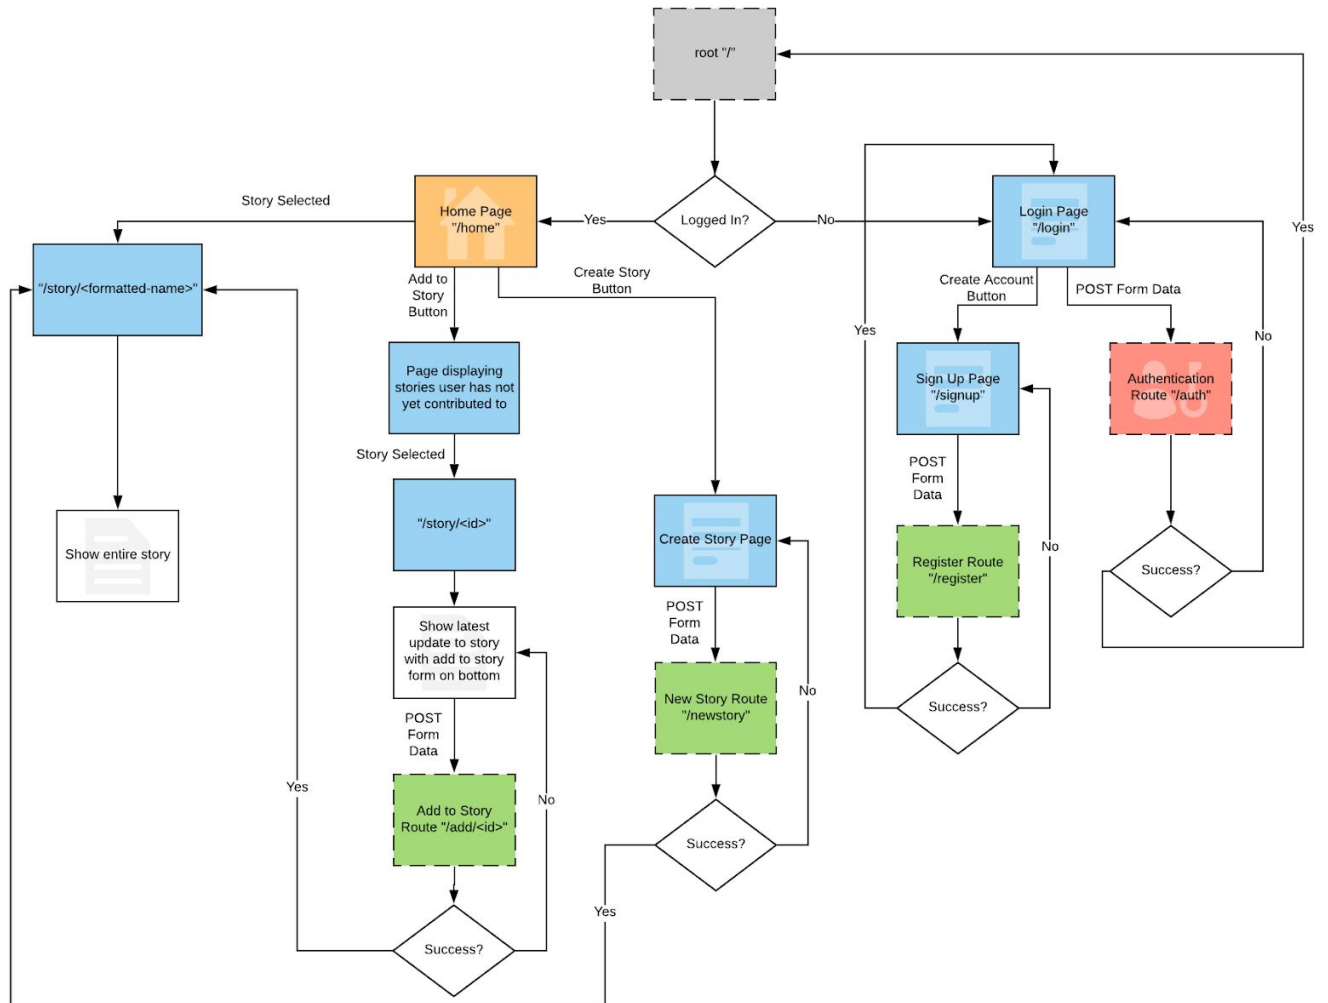 root "/"
Logged In?
Yes
No
Home Page
"/home"
Login Page
"/login"
Yes
Story Selected
"/story/<formatted-name>"
Add to
Story
Button
Create Story
Button
Create Account
Button
POST Form Data
Yes
No
Page displaying
stories user has not
yet contributed to
Sign Up Page
"/signup"
Authentication
Route "/auth"
Story Selected
POST
Form
Data
"/story/<id>"
Create Story Page
Show entire story
No
Register Route
"/register"
Success?
No
Show latest
update to story
with add to story
form on bottom
POST
Form
Data
New Story Route
"/newstory"
No
Success?
POST
Form
Data
Yes
Add to Story
Route "/add/<id>"
No
Success?
Yes
Success?